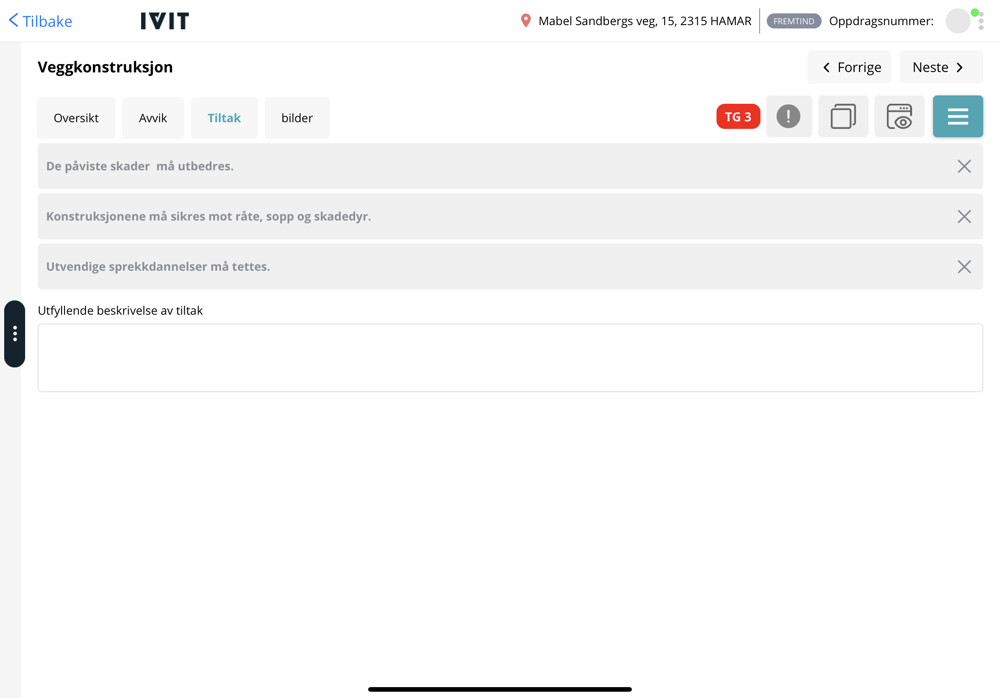 Tilbake
IVIT
Mabel Sandbergs veg, 15, 2315 HAMAR
FREMTIND
Oppdragsnummer:
Veggkonstruksjon
Forrige
Neste
Oversikt
Avvik
Tiltak
bilder
TG 3
De påviste skader  må utbedres.
Konstruksjonene må sikres mot råte, sopp og skadedyr.
Utvendige sprekkdannelser må tettes.
Utfyllende beskrivelse av tiltak